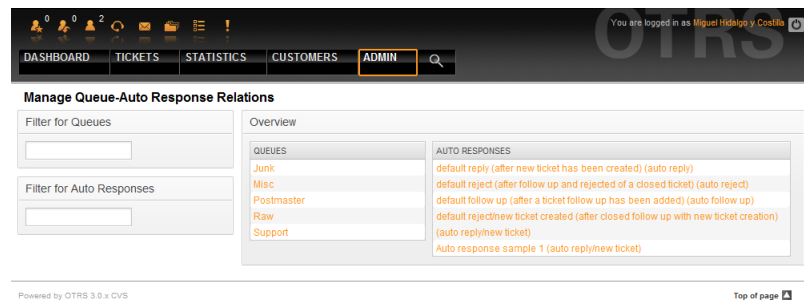 0 0 2
You are logged in as Miguel Hidalgo y Costilla
OTRS
DASHBOARD TICKETS STATISTICS CUSTOMERS ADMIN
Manage Queue-Auto Response Relations
Filter for Queues
Filter for Auto Responses
Overview
QUEUES
Junk
Misc
Postmaster
Raw
Support
AUTO RESPONSES
default reply (after new ticket has been created) (auto reply)
default reject (after follow up and rejected of a closed ticket) (auto reject)
default follow up (after a ticket follow up has been added) (auto follow up)
default reject/new ticket created (after closed follow up with new ticket creation)
(auto reply/new ticket)
Auto response sample 1 (auto reply/new ticket)
Powered by OTRS 3.0.x CVS
Top of page